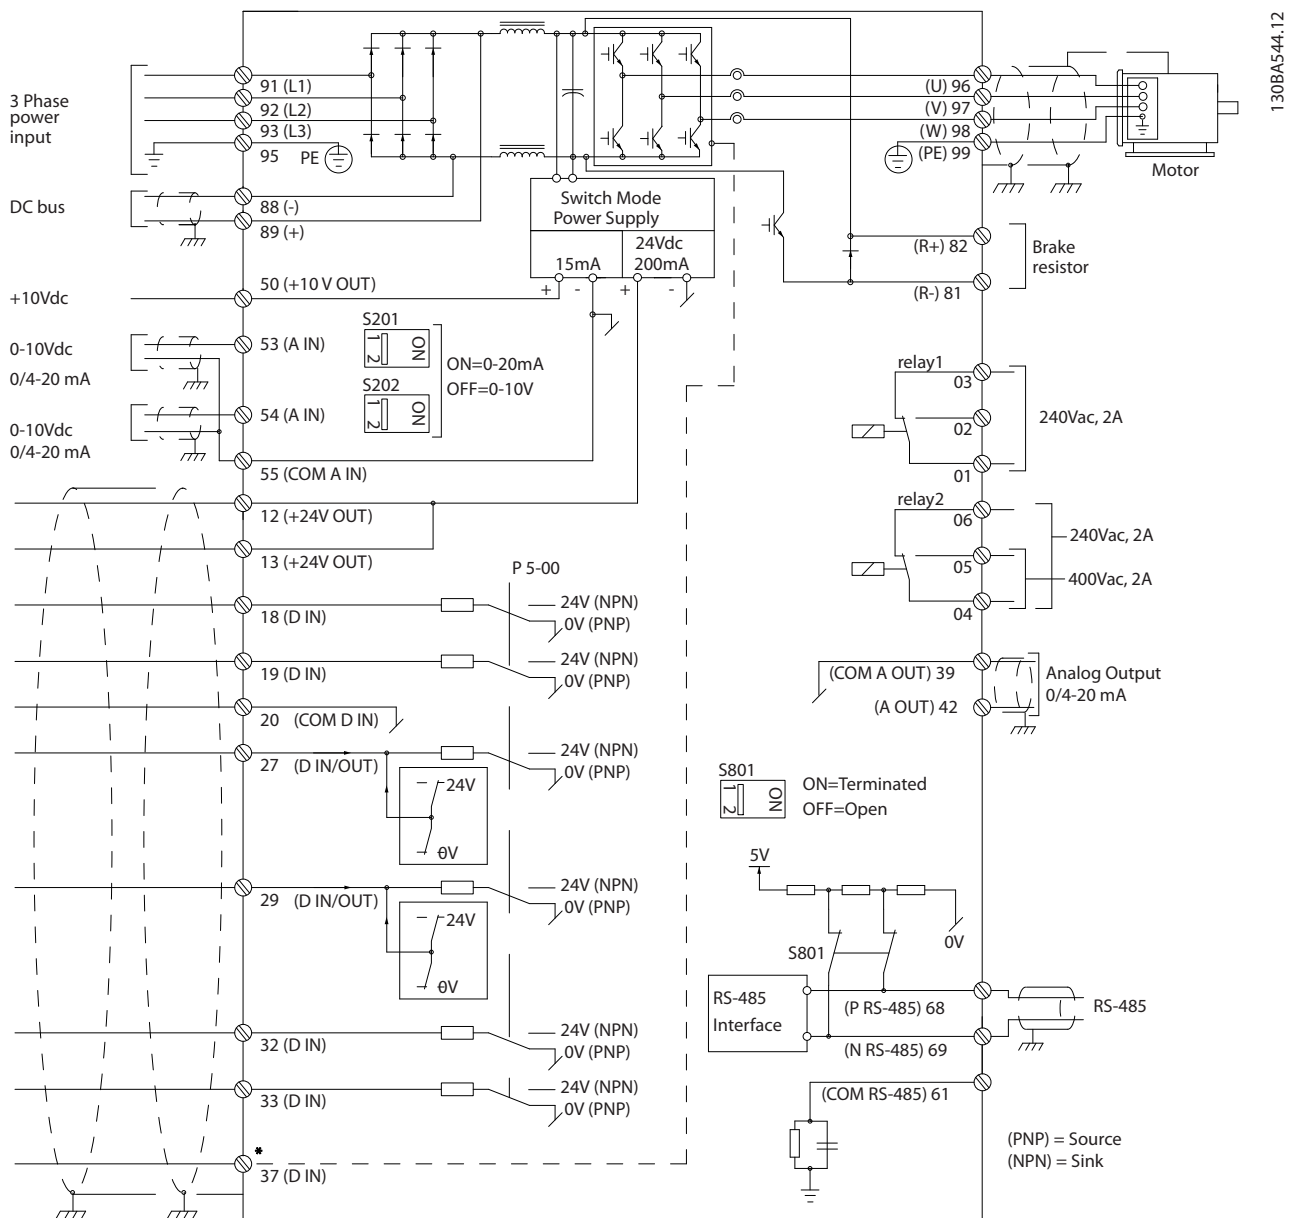 130BA544.12
3 Phase
power
input
91 (L1)
92 (L2)
93 (L3)
95 PE
DC bus
88 (-)
89 (+)
+10Vdc
50 (+10 V OUT)
0-10Vdc
0/4-20 mA
53 (A IN)
0-10Vdc
0/4-20 mA
54 (A IN)
55 (COM A IN)
12 (+24V OUT)
13 (+24V OUT)
18 (D IN)
19 (D IN)
20 (COM D IN)
27 (D IN/OUT)
24V
0V
29 (D IN/OUT)
24V
0V
32 (D IN)
33 (D IN)
*
37 (D IN)
S201
1 2
ON
S202
1 2
ON
ON=0-20mA
OFF=0-10V
P 5-00
24V (NPN)
0V (PNP)
24V (NPN)
0V (PNP)
24V (NPN)
0V (PNP)
24V (NPN)
0V (PNP)
24V (NPN)
0V (PNP)
24V (NPN)
0V (PNP)
Switch Mode
Power Supply
24Vdc
15mA 200mA
+ - + -
(U) 96
(V) 97
(W) 98
(PE) 99
Motor
(R+) 82
(R-) 81
Brake
resistor
relay1
03
02
01
240Vac, 2A
relay2
06
05
04
240Vac, 2A
400Vac, 2A
(COM A OUT) 39
(A OUT) 42
Analog Output
0/4-20 mA
S801
1 2
ON
ON=Terminated
OFF=Open
5V
0V
S801
RS-485
Interface
(P RS-485) 68
(N RS-485) 69
(COM RS-485) 61
RS-485
(PNP) = Source
(NPN) = Sink